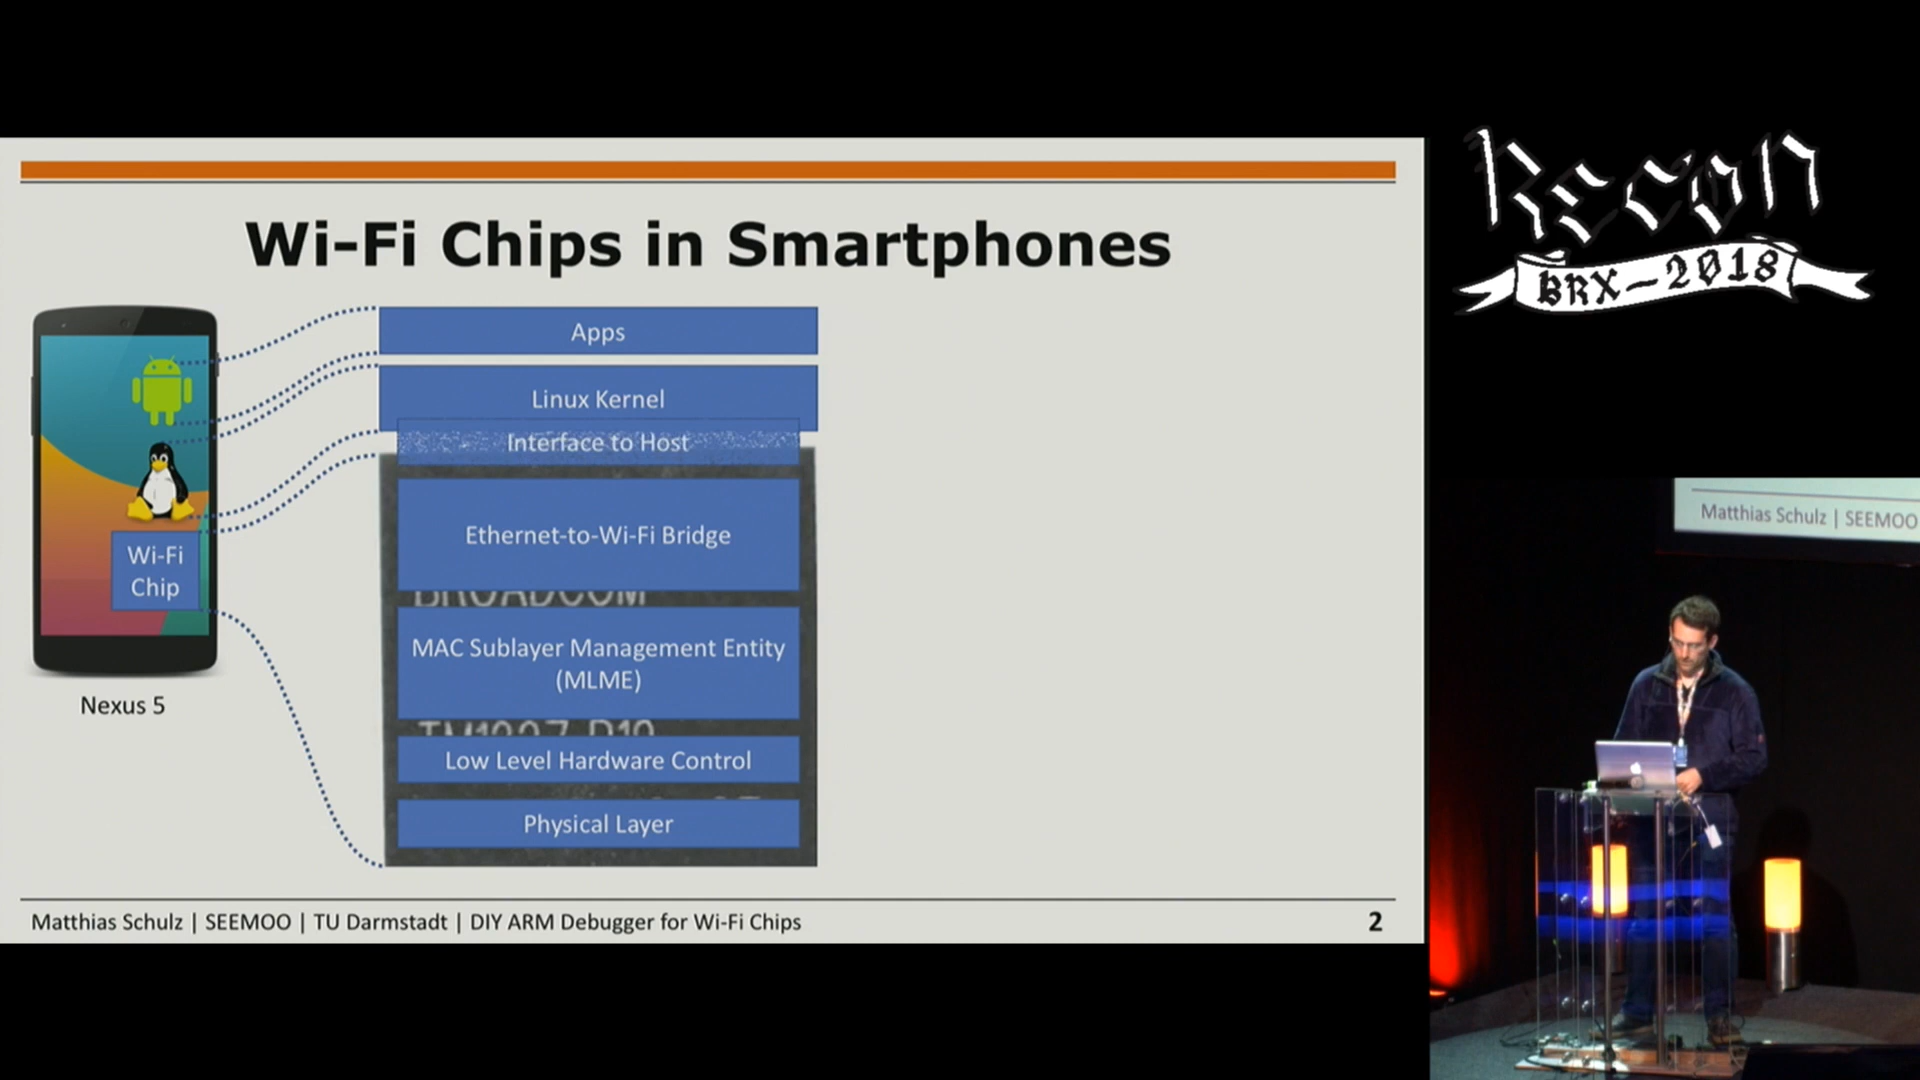 Recon
BRX-2018
Wi-Fi Chips in Smartphones
Apps
Linux Kernel
Interface to Host
Ethernet-to-Wi-Fi Bridge
BROADCOM
MAC Sublayer Management Entity
(MLME)
Low Level Hardware Control
Physical Layer
Wi-Fi
Chip
Nexus 5
Matthias Schulz | SEEMOO | TU Darmstadt | DIY ARM Debugger for Wi-Fi Chips
2
Matthias Schulz | SEEMOO